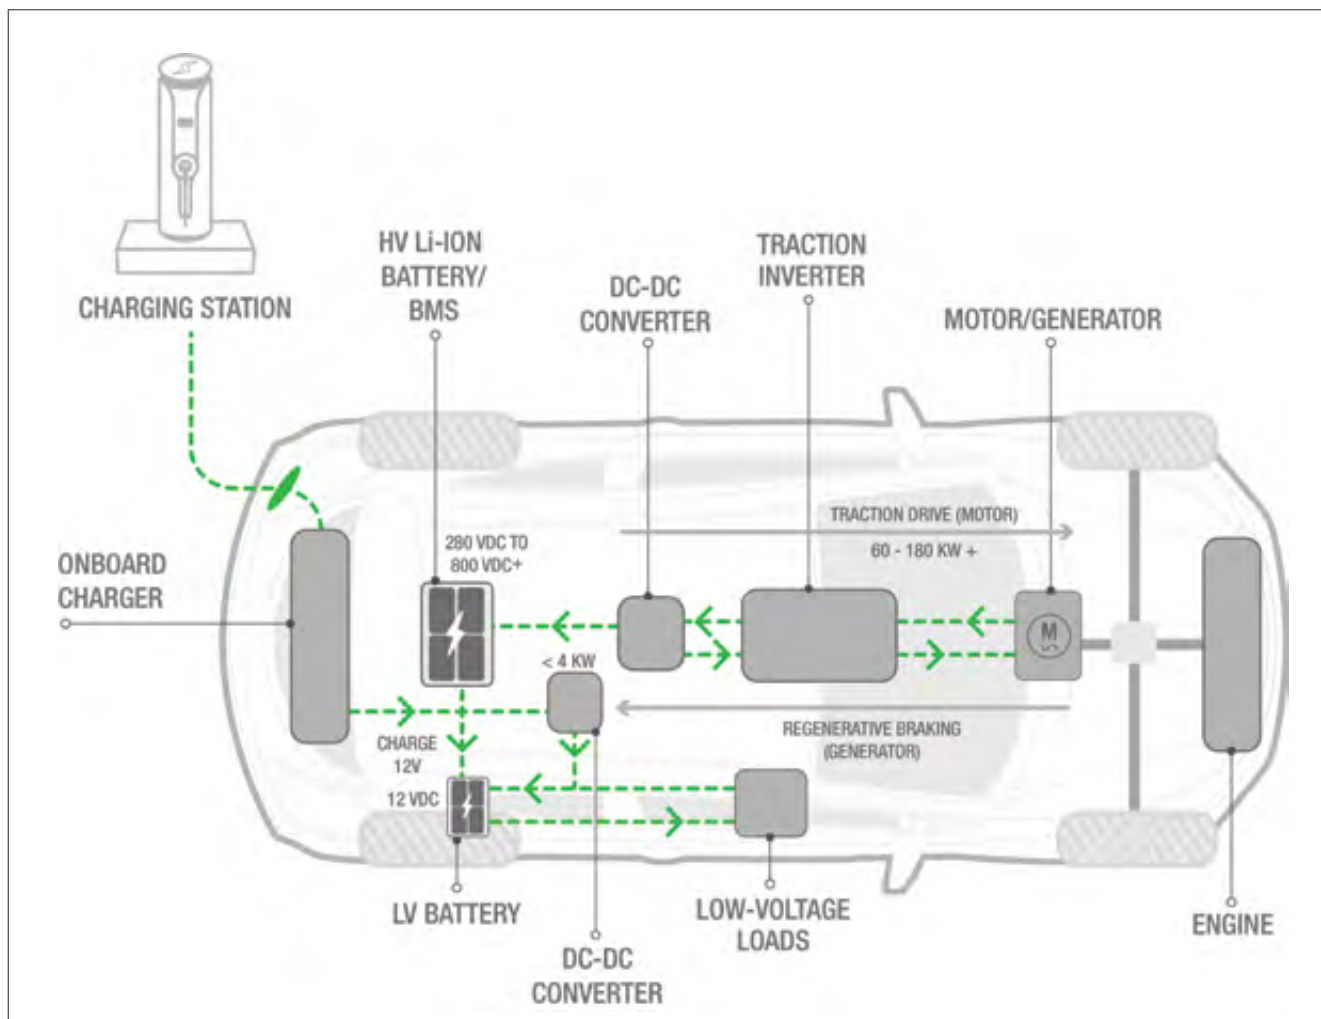 CHARGING STATION
HV Li-ION
BATTERY/
BMS
DC-DC
CONVERTER
TRACTION
INVERTER
MOTOR/GENERATOR
ONBOARD
CHARGER
280 VDC TO
800 VDC+
TRACTION DRIVE (MOTOR)
60 - 180 KW +
M
< 4 KW
CHARGE
12V
12 VDC
REGENERATIVE BRAKING
(GENERATOR)
LV BATTERY
DC-DC
CONVERTER
LOW-VOLTAGE
LOADS
ENGINE